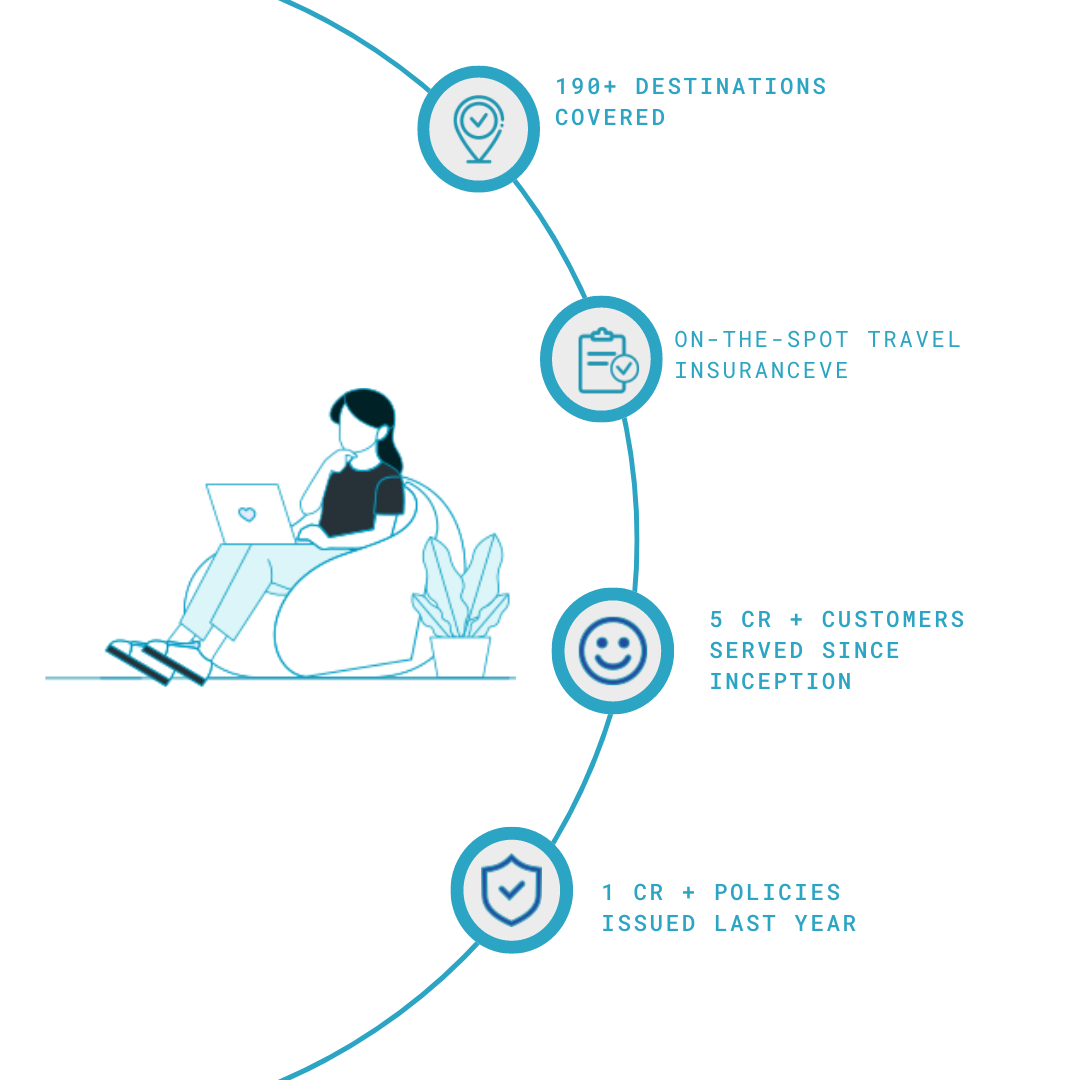 190+ DESTINATIONS
COVERED
ON-THE-SPOT TRAVEL
INSURANCEVE
5 CR + CUSTOMERS
SERVED SINCE
INCEPTION
1 CR + POLICIES
ISSUED LAST YEAR